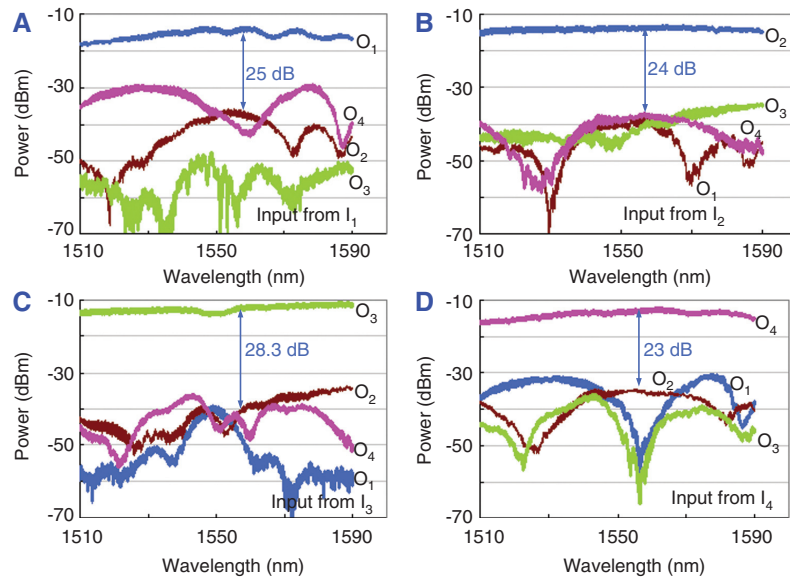 A
-10
-30
-50
-70
Power (dBm)
O1
25 dB
O4
O2
O3
Input from I1
1510
1550
1590
Wavelength (nm)
B
-10
-30
-50
-70
Power (dBm)
O2
24 dB
O3
O4
O1
Input from I2
1510
1550
1590
Wavelength (nm)
C
-10
-30
-50
-70
Power (dBm)
O3
28.3 dB
O2
O4
O1
Input from I3
1510
1550
1590
Wavelength (nm)
D
-10
-30
-50
-70
Power (dBm)
O4
23 dB
O2
O1
O3
Input from I4
1510
1550
1590
Wavelength (nm)